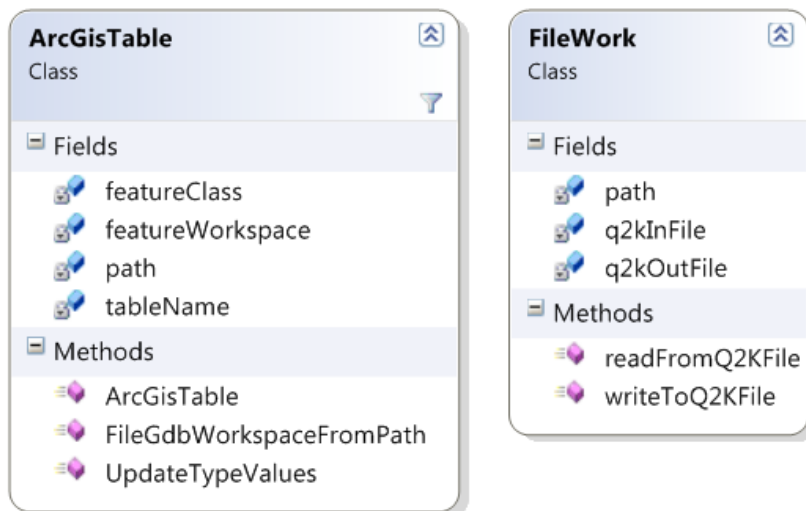 ArcGisTable
Class
Fields
featureClass
featureWorkspace
path
tableName
Methods
ArcGisTable
FileGdbWorkspaceFromPath
UpdateTypeValues
FileWork
Class
Fields
path
q2kInFile
q2kOutFile
Methods
readFromQ2KFile
writeToQ2KFile